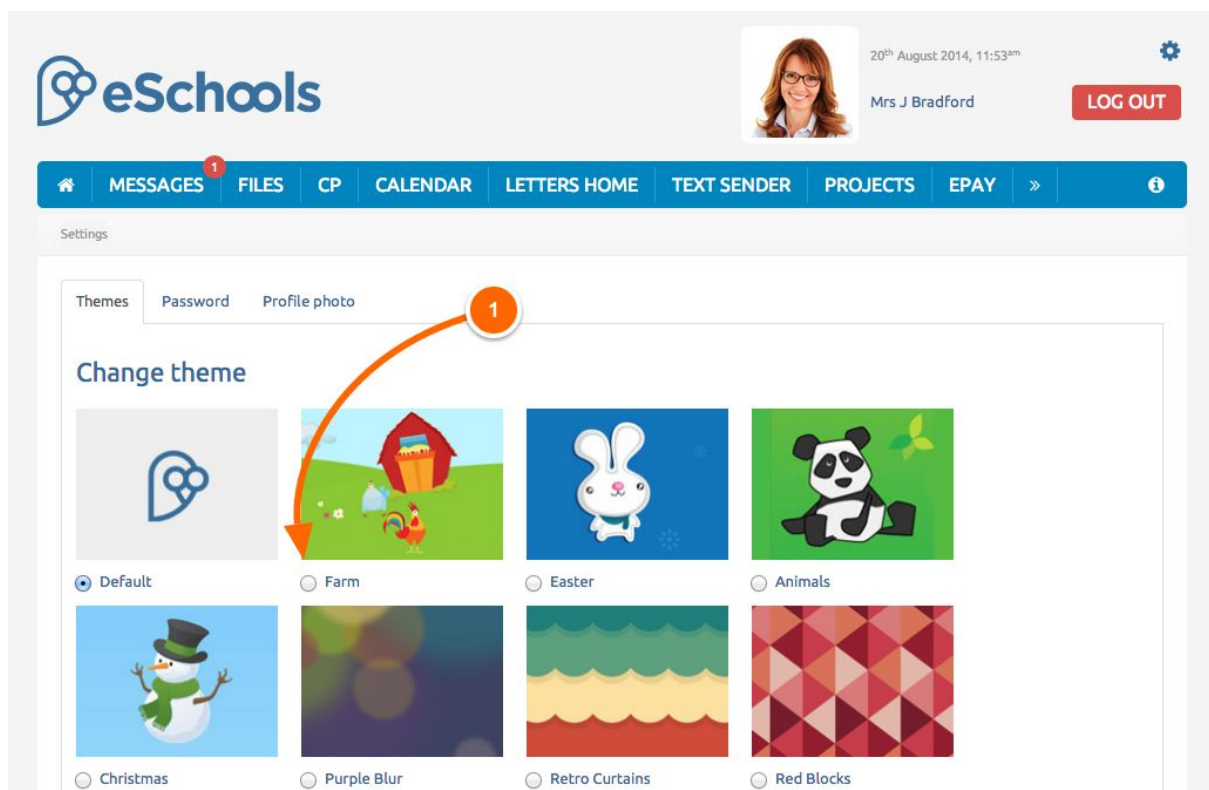 eSchools
20th August 2014, 11:53am
Mrs J Bradford
LOG OUT
MESSAGES 1 FILES CP CALENDAR LETTERS HOME TEXT SENDER PROJECTS EPAY »
Settings
Themes Password Profile photo
1
Change theme
Default Farm Easter Animals
Christmas Purple Blur Retro Curtains Red Blocks